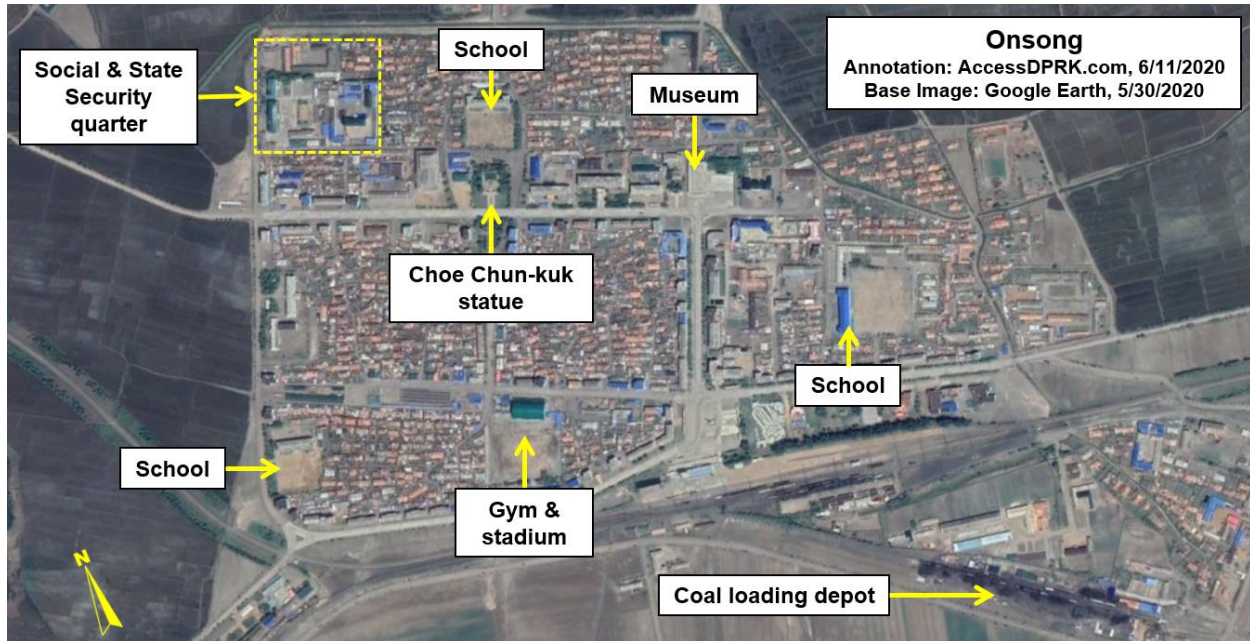 Onsong
Annotation: AccessDPRK.com, 6/11/2020
Base Image: Google Earth, 5/30/2020
Social & State
Security
quarter
School
Museum
Choe Chun-kuk
statue
School
School
Gym &
stadium
Coal loading depot
N